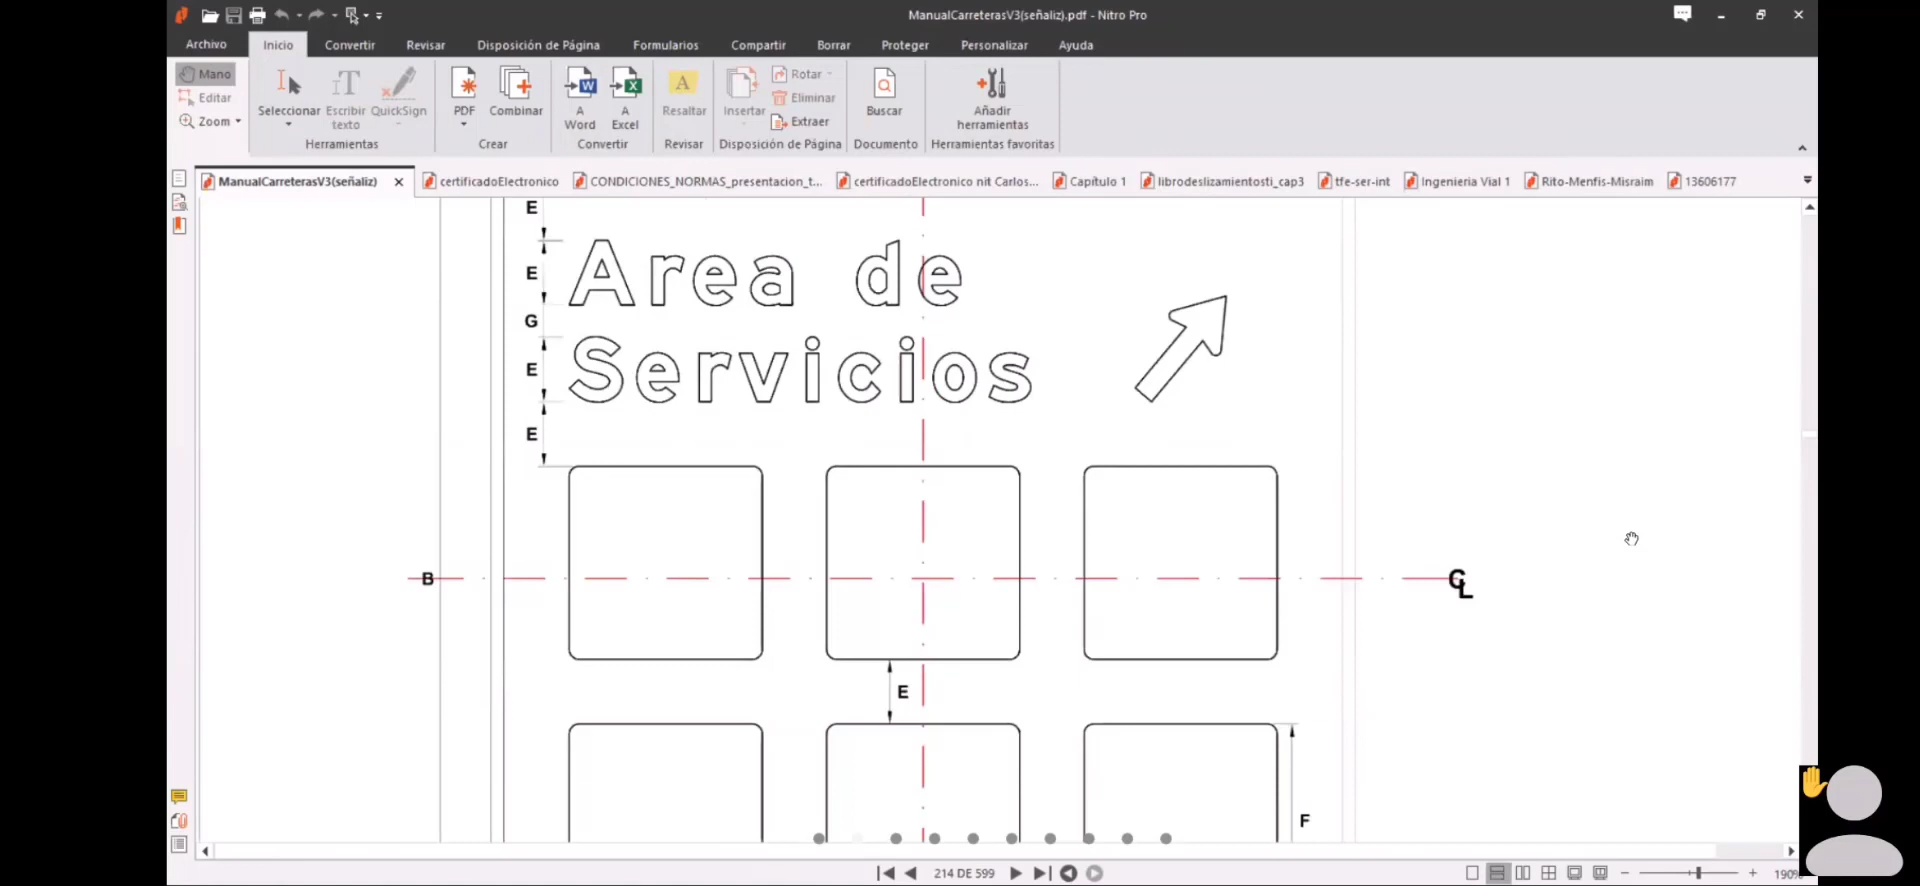 ManualCarreterasV3(señaliz).pdf - Nitro Pro
Archivo Inicio Convertir Revisar Disposición de Página Formularios Compartir Borrar Proteger Personalizar Ayuda
Mano
Editar
Zoom
Seleccionar
Escribir texto
QuickSign
Herramientas
PDF
Combinar
Crear
A Word
A Excel
Convertir
Resaltar
Revisar
Insertar
Rotar
Eliminar
Extraer
Disposición de Página
Buscar
Documento
Añadir herramientas
Herramientas favoritas
ManualCarreterasV3(señaliz) certificadoElectronico CONDICIONES_NORMAS_presentacion_t... certificadoElectronico nit Carlos... Capítulo 1 librodeslizamientosti_cap3 tfe-ser-int Ingenieria Vial 1 Rito-Menfis-Misraim 13606177
E
E
Area de
G
E
Servicios
E
B
CL
E
F
214 DE 599
190%